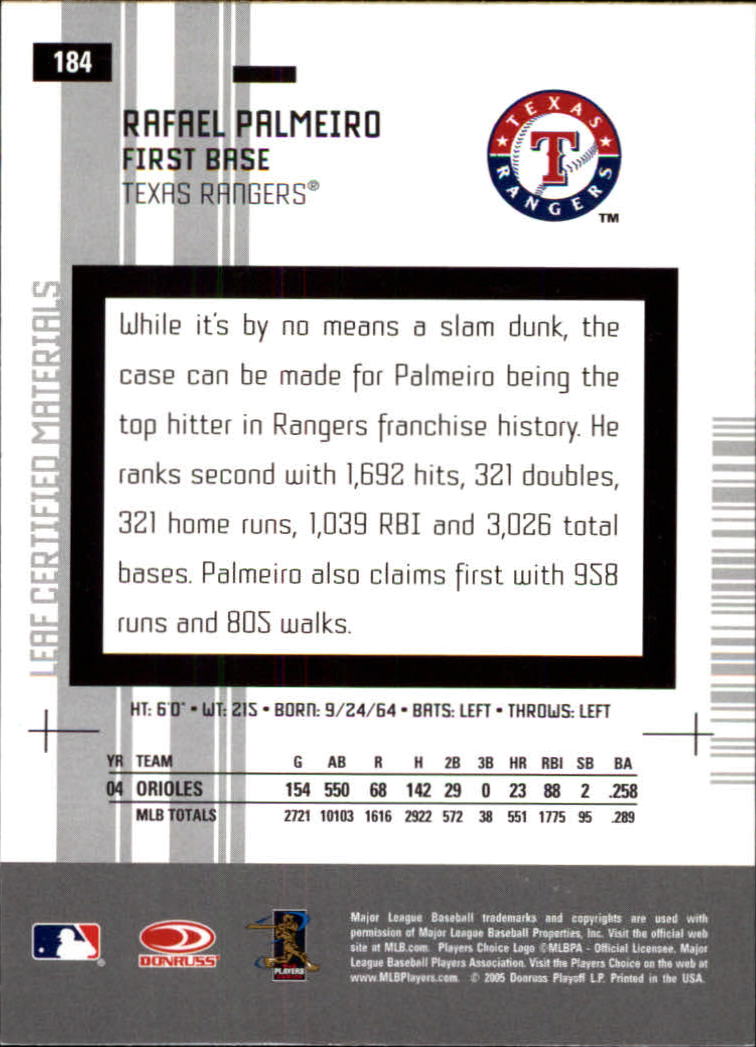 184
RAFAEL PALMEIRO
FIRST BASE
TEXAS RANGERS®
TEXAS
T
RANGERS
TM
LEAF CERTIFIED MATERIALS
While it's by no means a slam dunk, the
case can be made for Palmeiro being the
top hitter in Rangers franchise history. He
ranks second with 1,692 hits, 321 doubles,
321 home runs, 1,039 RBI and 3,026 total
bases. Palmeiro also claims first with 958
runs and 805 walks.
HT: 6'0" • WT: 215 • BORN: 9/24/64 • BATS: LEFT • THROWS: LEFT
YR TEAM G AB R H 2B 3B HR RBI SB BA
04 ORIOLES 154 550 68 142 29 0 23 88 2 .258
MLB TOTALS 2721 10103 1616 2922 572 38 551 1775 95 .289
DONRUSS
PLAYERS
CHOICE
Major League Baseball trademarks and copyrights are used with
permission of Major League Baseball Properties, Inc. Visit the official web
site at MLB.com. Players Choice Logo ©MLBPA - Official Licensee. Major
League Baseball Players Association. Visit the Players Choice on the web at
www.MLBPlayers.com. © 2005 Donruss Playoff L.P. Printed in the USA.